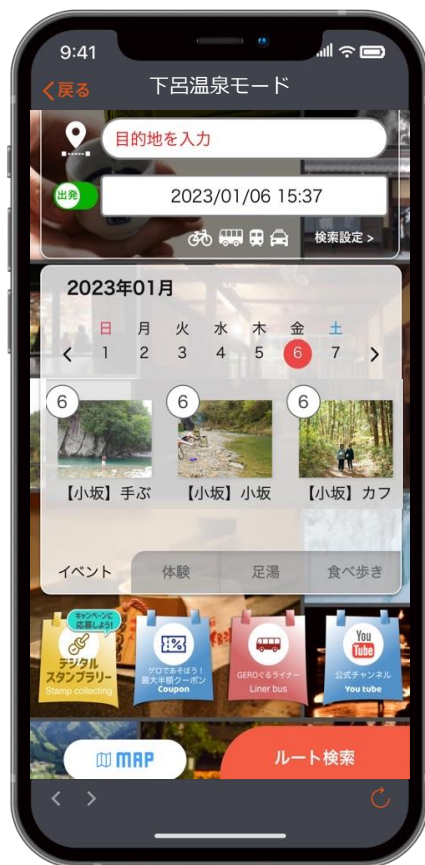 9:41
戻る
下呂温泉モード
目的地を入力
出発
2023/01/06 15:37
検索設定 >
2023年01月
日 月 火 水 木 金 土
1 2 3 4 5 6 7
6 6 6
【小坂】手ぶ 【小坂】小坂 【小坂】カフ
イベント 体験 足湯 食べ歩き
キャンペーンに
応募しよう!
デジタル
スタンプラリー
Stamp collecting
ゲロであそぼう!
最大半額クーポン
Coupon
GEROぐるライナー
Liner bus
You
Tube
公式チャンネル
You tube
MAP
ルート検索